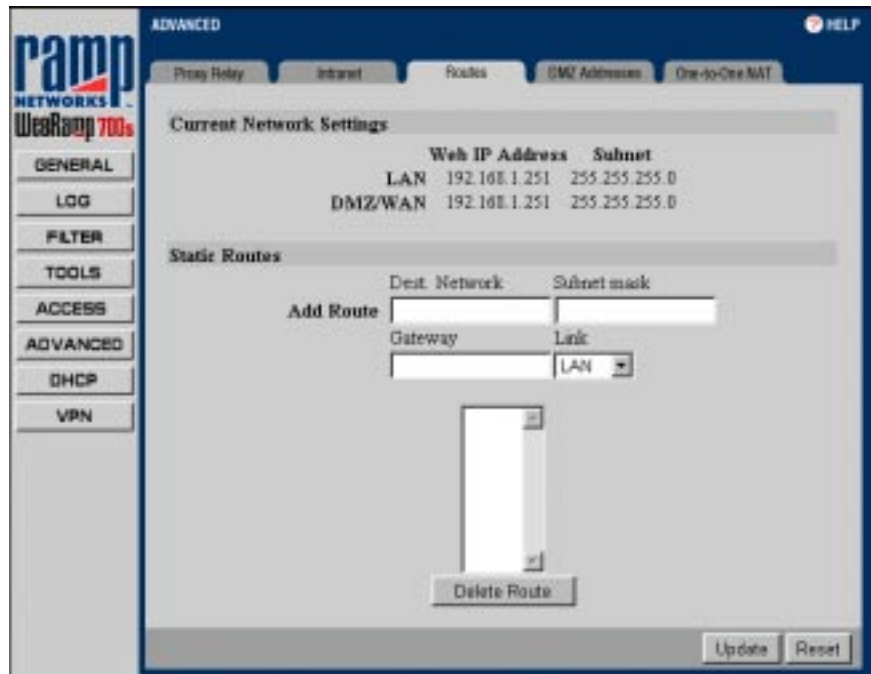 ADVANCED
? HELP
ramp
NETWORKS
WebRamp 700s
Proxy Relay
Intranet
Routes
DMZ Addresses
One-to-One NAT
GENERAL
LOG
FILTER
TOOLS
ACCESS
ADVANCED
DHCP
VPN
Current Network Settings
Web IP Address Subnet
LAN 192.168.1.251 255.255.255.0
DMZ/WAN 192.168.1.251 255.255.255.0
Static Routes
Dest. Network Subnet mask
Add Route
Gateway Link
LAN
Delete Route
Update Reset